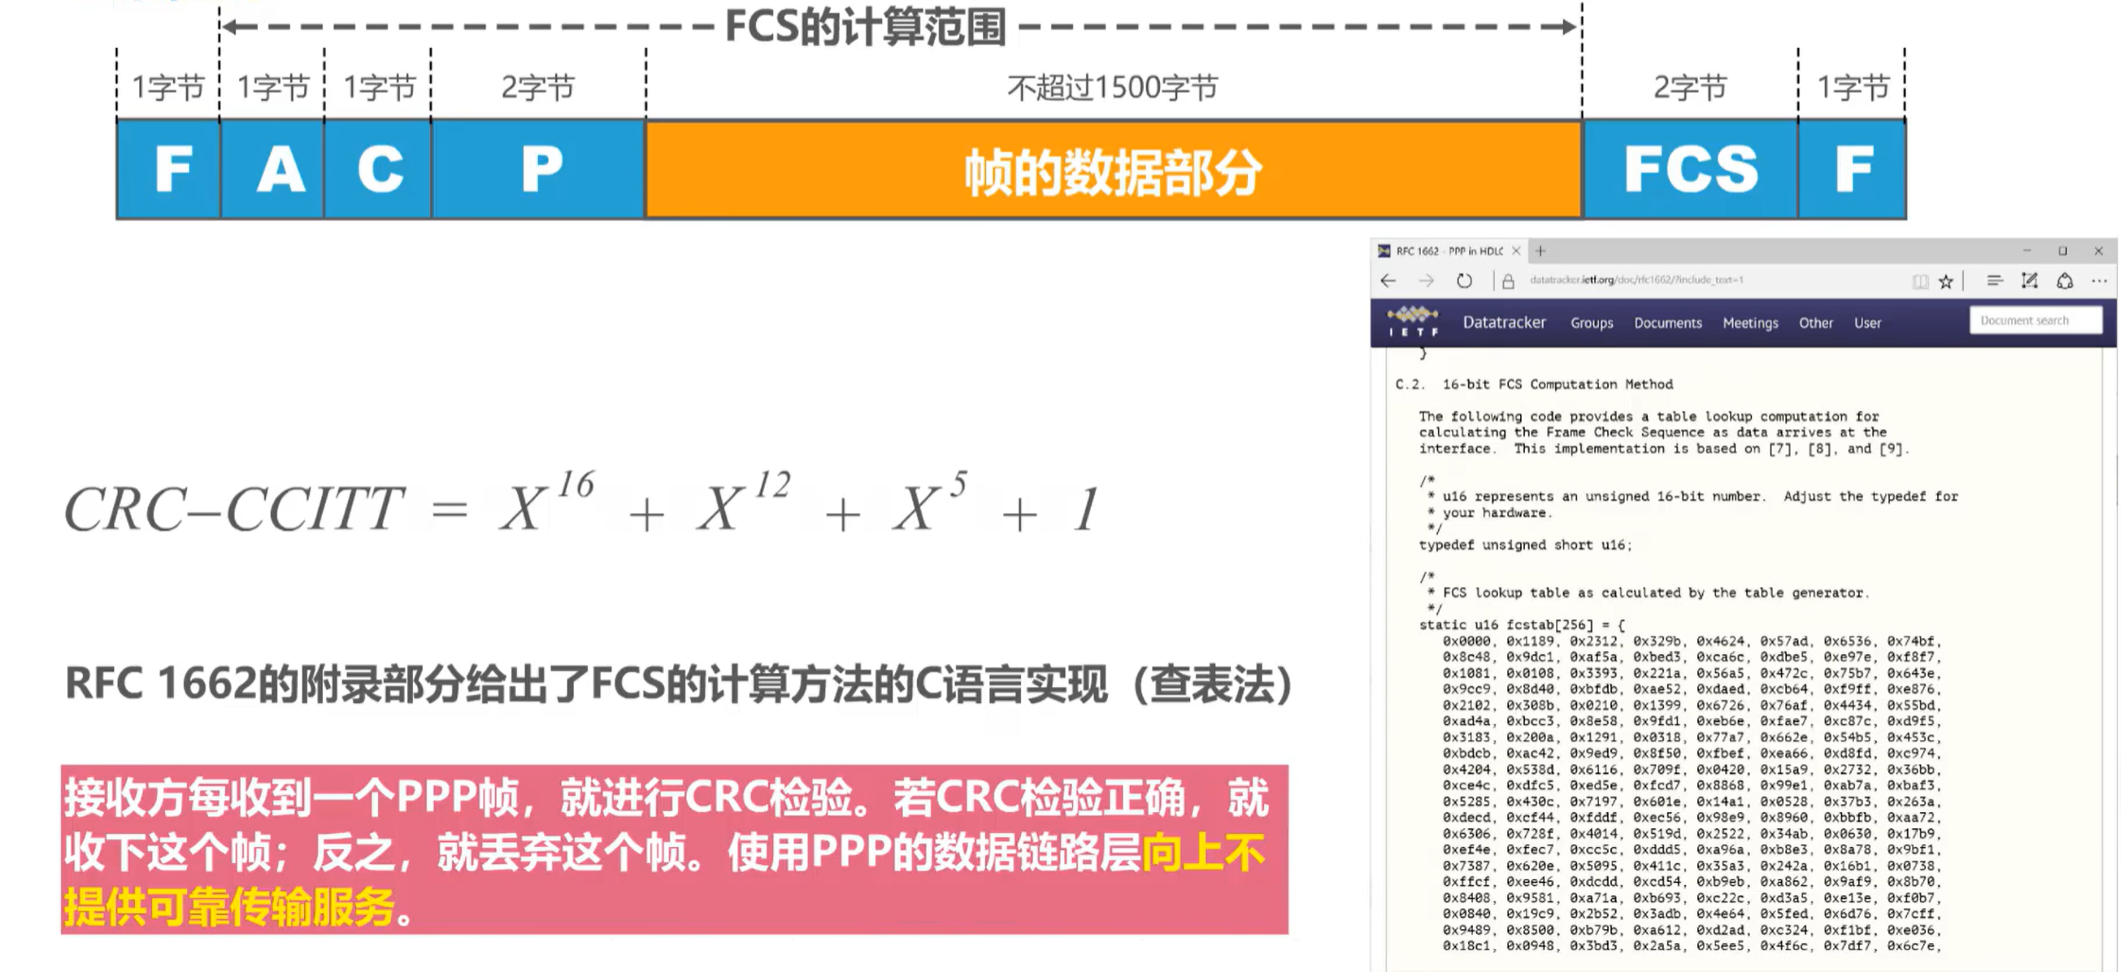 FCS的计算范围
1字节 1字节 1字节 2字节 不超过1500字节 2字节 1字节
F A C P 帧的数据部分 FCS F
CRC–CCITT = X^16 + X^12 + X^5 + 1
RFC 1662的附录部分给出了FCS的计算方法的C语言实现（查表法）
接收方每收到一个PPP帧，就进行CRC检验。若CRC检验正确，就
收下这个帧；反之，就丢弃这个帧。使用PPP的数据链路层向上不
提供可靠传输服务。
RFC 1662 - PPP in HDLC
datatracker.ietf.org/doc/rfc1662/?include_text=1
IETF Datatracker Groups Documents Meetings Other User Document search
}
C.2. 16-bit FCS Computation Method
The following code provides a table lookup computation for
calculating the Frame Check Sequence as data arrives at the
interface. This implementation is based on [7], [8], and [9].
/*
* u16 represents an unsigned 16-bit number. Adjust the typedef for
* your hardware.
*/
typedef unsigned short u16;
/*
* FCS lookup table as calculated by the table generator.
*/
static u16 fcstab[256] = {
0x0000, 0x1189, 0x2312, 0x329b, 0x4624, 0x57ad, 0x6536, 0x74bf,
0x8c48, 0x9dc1, 0xaf5a, 0xbed3, 0xca6c, 0xdbe5, 0xe97e, 0xf8f7,
0x1081, 0x0108, 0x3393, 0x221a, 0x56a5, 0x472c, 0x75b7, 0x643e,
0x9cc9, 0x8d40, 0xbfdb, 0xae52, 0xdaed, 0xcb64, 0xf9ff, 0xe876,
0x2102, 0x308b, 0x0210, 0x1399, 0x6726, 0x76af, 0x4434, 0x55bd,
0xad4a, 0xbcc3, 0x8e58, 0x9fd1, 0xeb6e, 0xfae7, 0xc87c, 0xd9f5,
0x3183, 0x200a, 0x1291, 0x0318, 0x77a7, 0x662e, 0x54b5, 0x453c,
0xbdcb, 0xac42, 0x9ed9, 0x8f50, 0xfbef, 0xea66, 0xd8fd, 0xc974,
0x4204, 0x538d, 0x6116, 0x709f, 0x0420, 0x15a9, 0x2732, 0x36bb,
0xce4c, 0xdfc5, 0xed5e, 0xfcd7, 0x8868, 0x99e1, 0xab7a, 0xbaf3,
0x5285, 0x430c, 0x7197, 0x601e, 0x14a1, 0x0528, 0x37b3, 0x263a,
0xdecd, 0xcf44, 0xfddf, 0xec56, 0x98e9, 0x8960, 0xbbfb, 0xaa72,
0x6306, 0x728f, 0x4014, 0x519d, 0x2522, 0x34ab, 0x0630, 0x17b9,
0xef4e, 0xfec7, 0xcc5c, 0xddd5, 0xa96a, 0xb8e3, 0x8a78, 0x9bf1,
0x7387, 0x620e, 0x5095, 0x411c, 0x35a3, 0x242a, 0x16b1, 0x0738,
0xffcf, 0xee46, 0xdcdd, 0xcd54, 0xb9eb, 0xa862, 0x9af9, 0x8b70,
0x8408, 0x9581, 0xa71a, 0xb693, 0xc22c, 0xd3a5, 0xe13e, 0xf0b7,
0x0840, 0x19c9, 0x2b52, 0x3adb, 0x4e64, 0x5fed, 0x6d76, 0x7cff,
0x9489, 0x8500, 0xb79b, 0xa612, 0xd2ad, 0xc324, 0xf1bf, 0xe036,
0x18c1, 0x0948, 0x3bd3, 0x2a5a, 0x5ee5, 0x4f6c, 0x7df7, 0x6c7e,